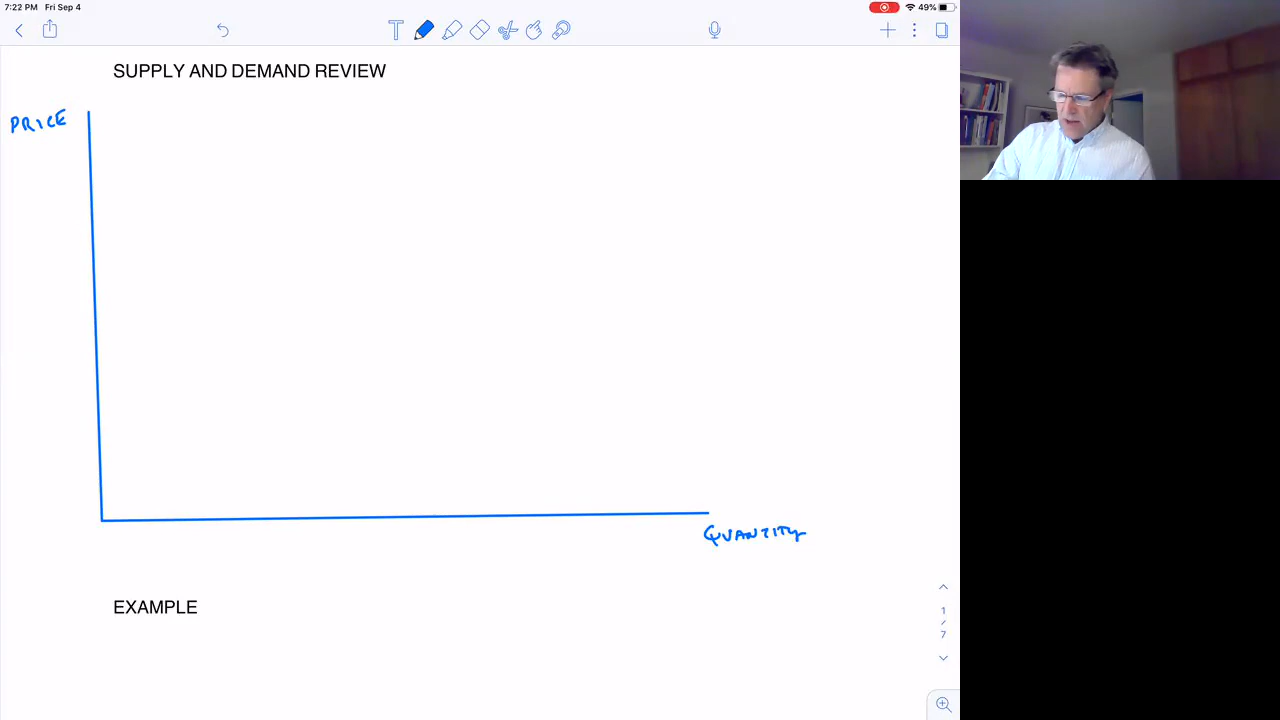 7:22 PM Fri Sep 4
49%
T
SUPPLY AND DEMAND REVIEW
PRICE
QUANTITY
EXAMPLE
1
/
7